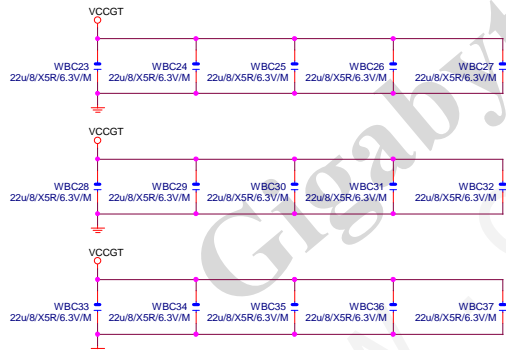 VCCGT
WBC23 WBC24 WBC25 WBC26 WBC27
22u/8/X5R/6.3V/M 22u/8/X5R/6.3V/M 22u/8/X5R/6.3V/M 22u/8/X5R/6.3V/M 22u/8/X5R/6.3V/M
VCCGT
WBC28 WBC29 WBC30 WBC31 WBC32
22u/8/X5R/6.3V/M 22u/8/X5R/6.3V/M 22u/8/X5R/6.3V/M 22u/8/X5R/6.3V/M 22u/8/X5R/6.3V/M
VCCGT
WBC33 WBC34 WBC35 WBC36 WBC37
22u/8/X5R/6.3V/M 22u/8/X5R/6.3V/M 22u/8/X5R/6.3V/M 22u/8/X5R/6.3V/M 22u/8/X5R/6.3V/M
Gigabyt